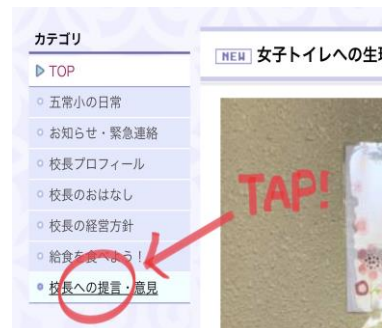 カテゴリ
TOP
五常小の日常
お知らせ・緊急連絡
校長プロフィール
校長のおはなし
校長の経営方針
給食を食べよう！
校長への提言・意見
NEW 女子トイレへの生
TAP!